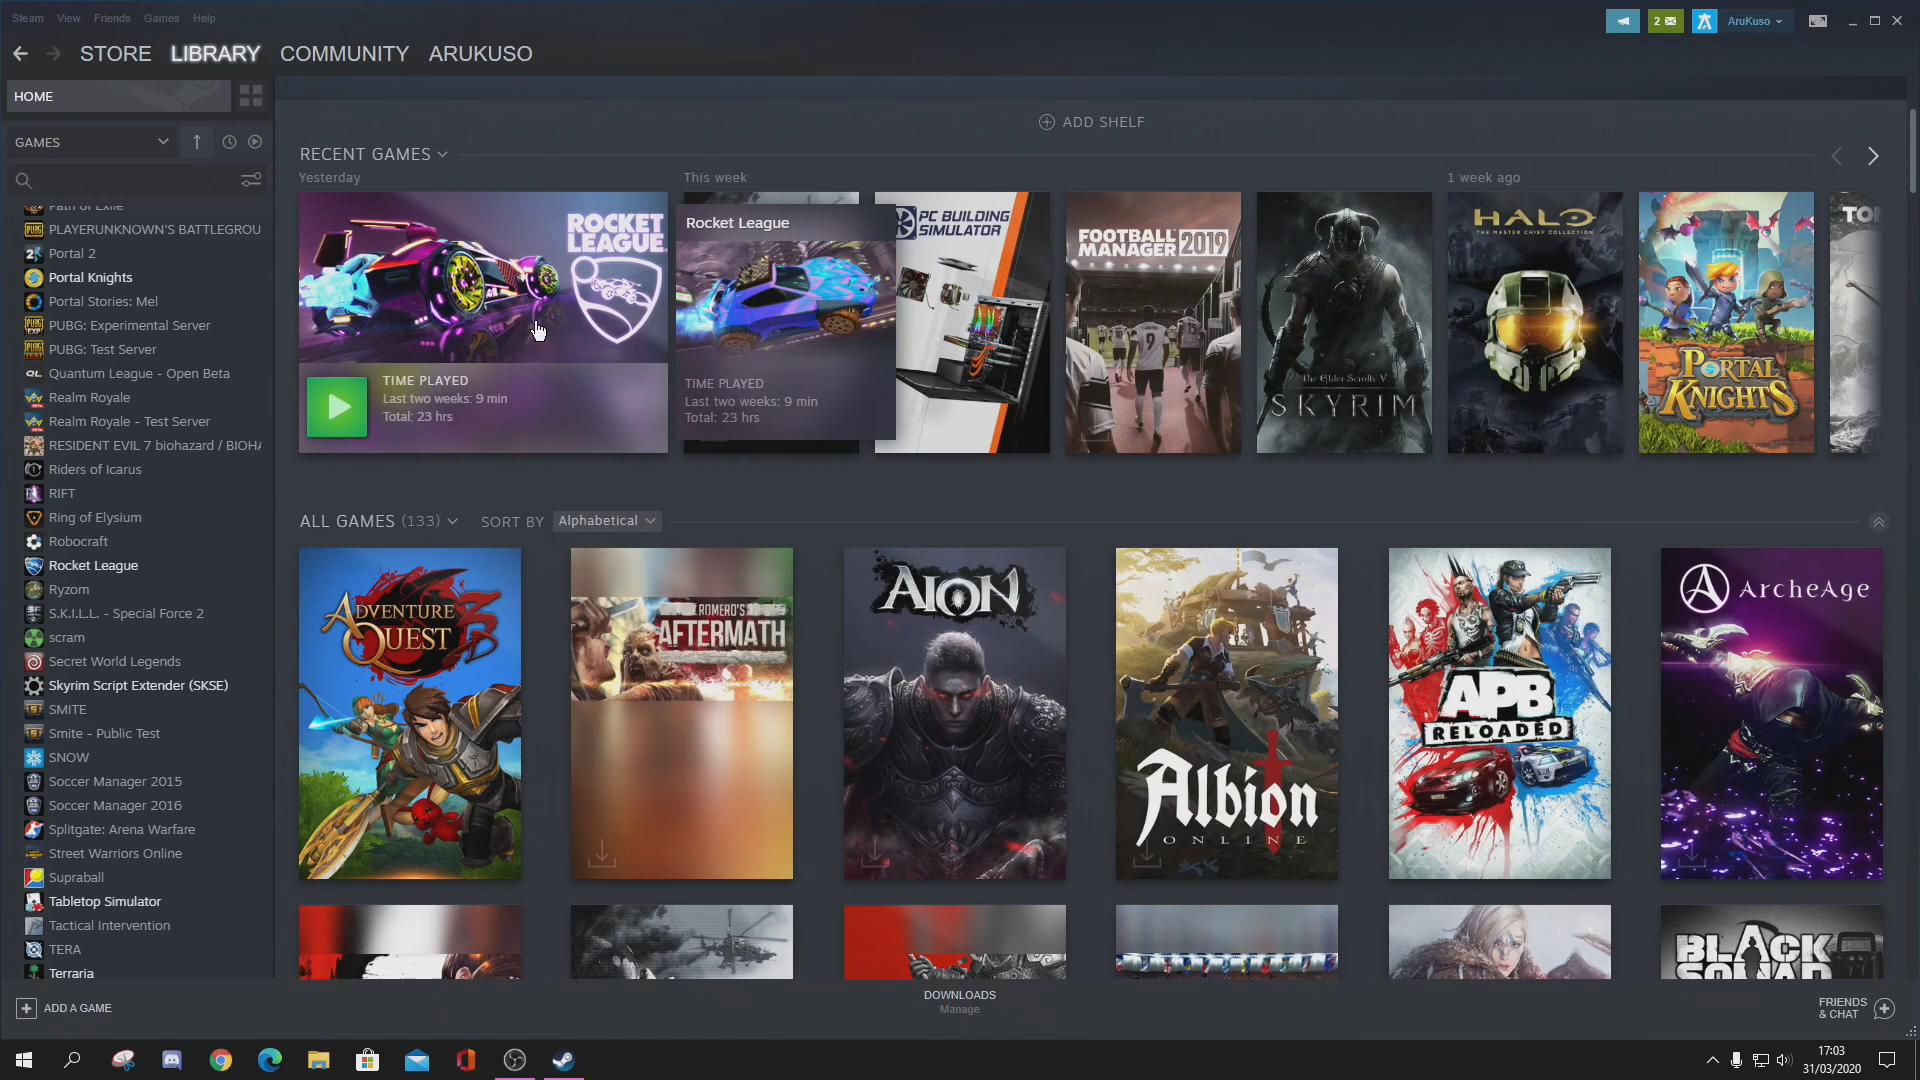 Steam View Friends Games Help
2
AruKuso
STORE LIBRARY COMMUNITY ARUKUSO
HOME
GAMES
Path of Exile
PLAYERUNKNOWN'S BATTLEGROU
Portal 2
Portal Knights
Portal Stories: Mel
PUBG: Experimental Server
PUBG: Test Server
Quantum League - Open Beta
Realm Royale
Realm Royale - Test Server
RESIDENT EVIL 7 biohazard / BIOHA
Riders of Icarus
RIFT
Ring of Elysium
Robocraft
Rocket League
Ryzom
S.K.I.L.L. - Special Force 2
scram
Secret World Legends
Skyrim Script Extender (SKSE)
SMITE
Smite - Public Test
SNOW
Soccer Manager 2015
Soccer Manager 2016
Splitgate: Arena Warfare
Street Warriors Online
Supraball
Tabletop Simulator
Tactical Intervention
TERA
Terraria
ADD A GAME
ADD SHELF
RECENT GAMES
Yesterday
This week
1 week ago
ROCKET
LEAGUE
TIME PLAYED
Last two weeks: 9 min
Total: 23 hrs
Rocket League
TIME PLAYED
Last two weeks: 9 min
Total: 23 hrs
PC BUILDING
SIMULATOR
FOOTBALL
MANAGER 2019
9
The Elder Scrolls V
SKYRIM
HALO
THE MASTER CHIEF COLLECTION
PORTAL
KNIGHTS
TO
ALL GAMES (133)
SORT BY Alphabetical
ADVENTURE
QUEST 3D
ROMERO'S
AFTERMATH
AION
Albion
ONLINE
APB
RELOADED
ArcheAge
BLACK
SQUAD
DOWNLOADS
Manage
FRIENDS
& CHAT
17:03
31/03/2020